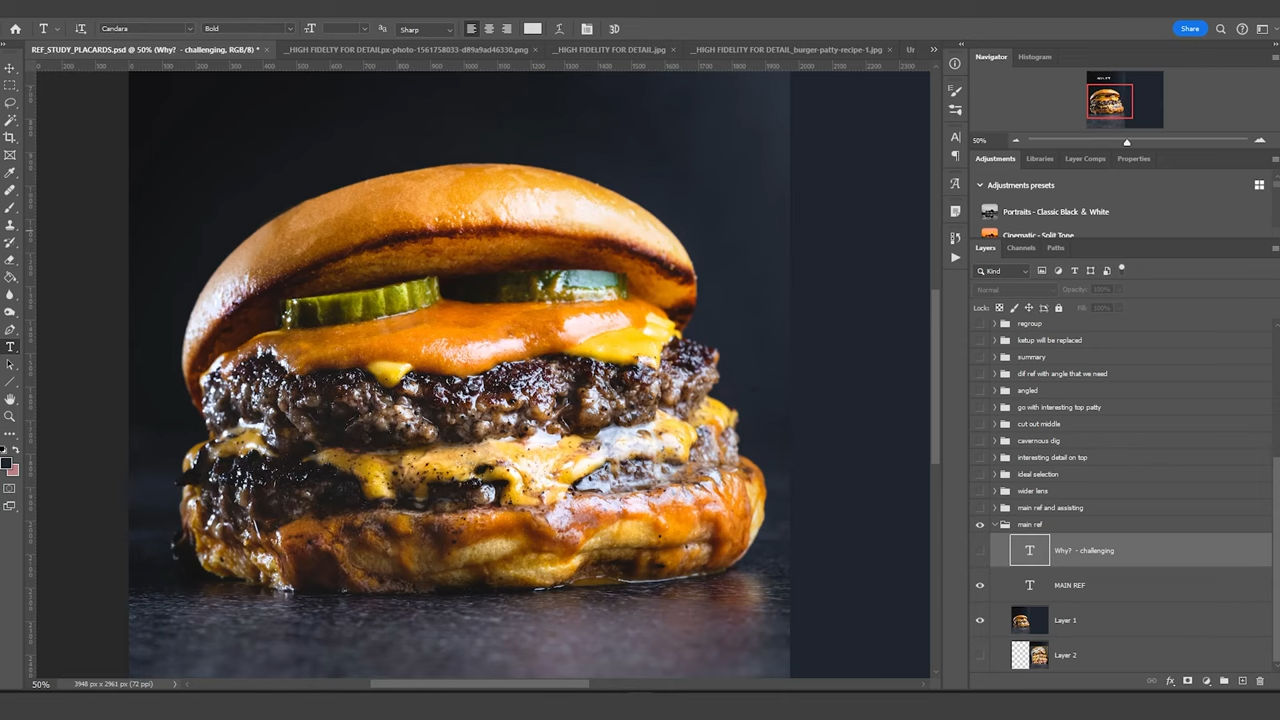 Candara
Bold
Sharp
3D
Share
REF_STUDY_PLACARDS.psd @ 50% (Why?  - challenging, RGB/8) *
_HIGH FIDELITY FOR DETAILpx-photo-1561758033-d89a9ad46330.png
_HIGH FIDELITY FOR DETAIL.jpg
_HIGH FIDELITY FOR DETAIL_burger-patty-recipe-1.jpg
Navigator
Histogram
50%
Adjustments
Libraries
Layer Comps
Properties
Adjustments presets
Portraits - Classic Black & White
Cinematic - Split Tone
Layers
Channels
Paths
Kind
Normal
Opacity: 100%
Lock:
Fill: 100%
regroup
ketup will be replaced
summary
dif ref with angle that we need
angled
go with interesting top patty
cut out middle
cavernous dig
interesting detail on top
ideal selection
wider lens
main ref and assisting
main ref
Why?  - challenging
MAIN REF
Layer 1
Layer 2
50%
3948 px x 2961 px (72 ppi)